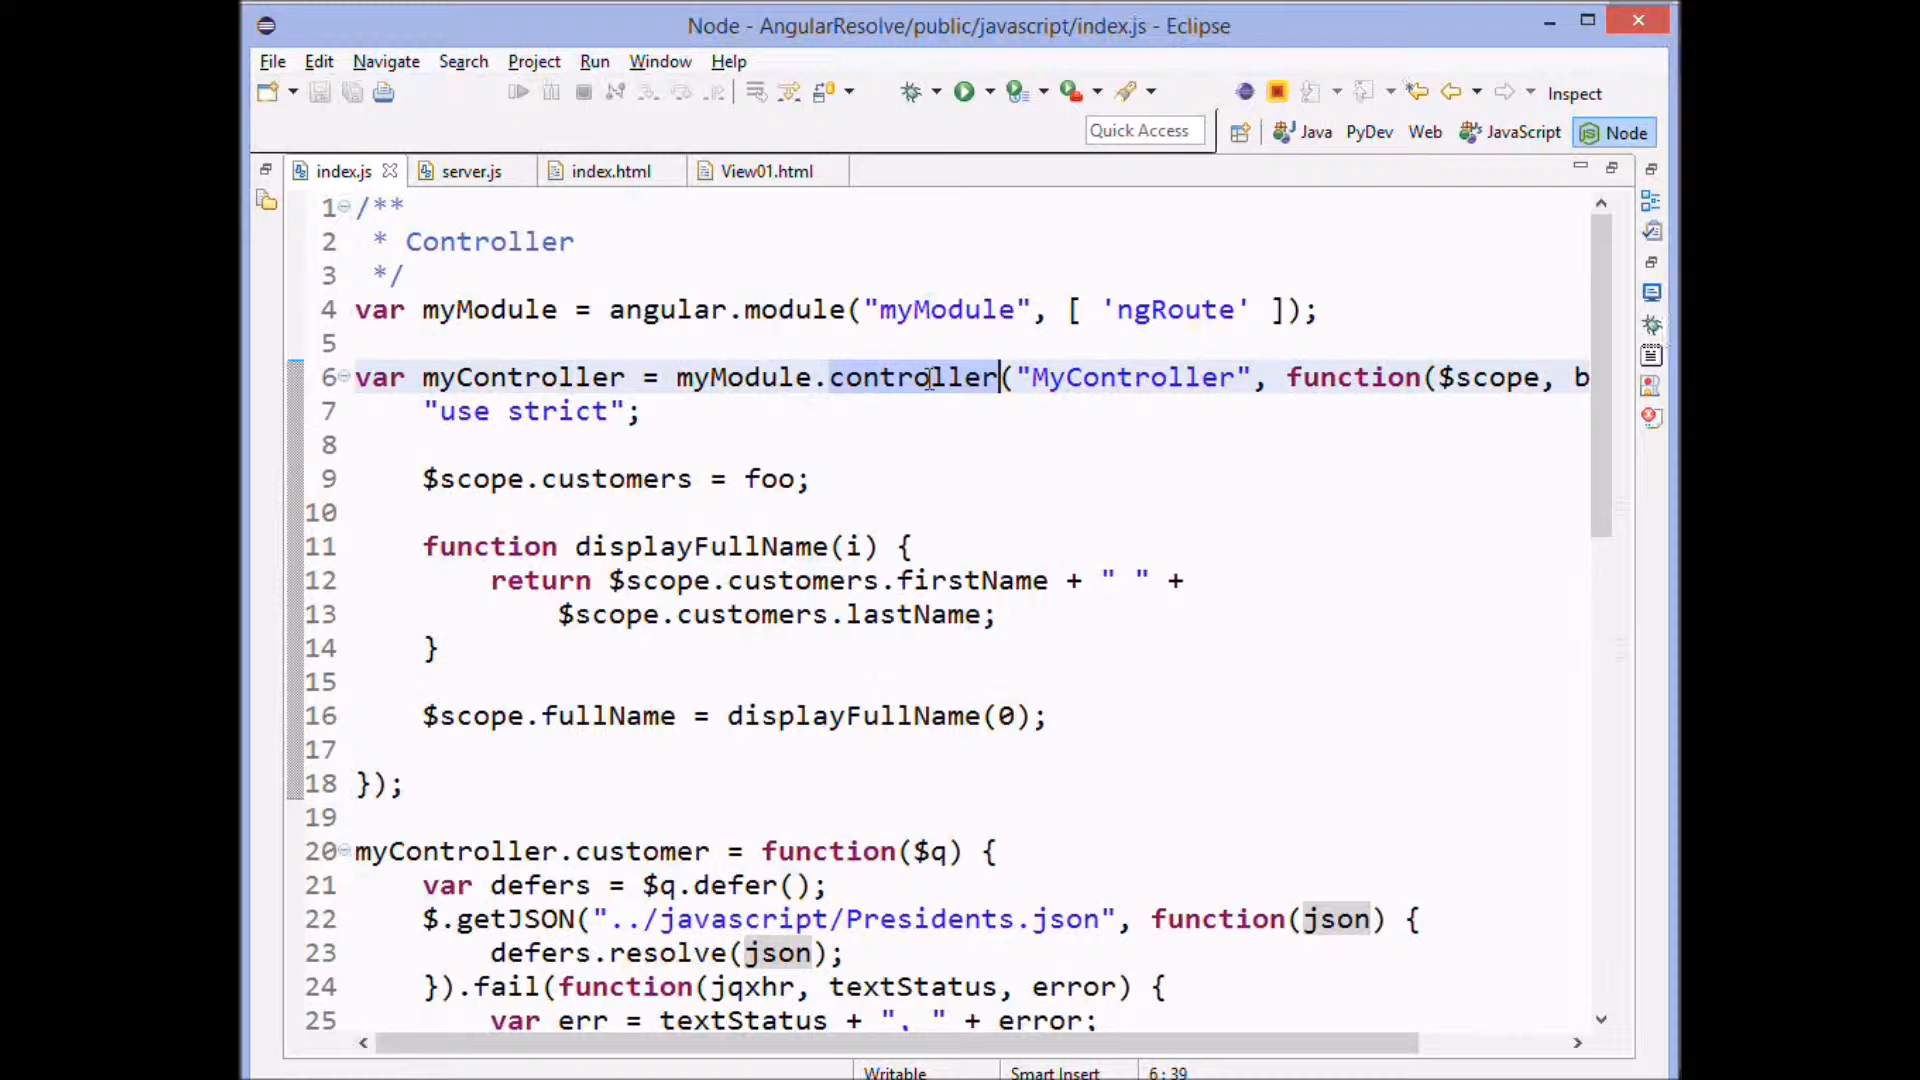 Node - AngularResolve/public/javascript/index.js - Eclipse
File Edit Navigate Search Project Run Window Help
Inspect
Quick Access Java PyDev Web JavaScript Node
index.js server.js index.html View01.html
1 /**
2  * Controller
3  */
4 var myModule = angular.module("myModule", [ 'ngRoute' ]);
5
6 var myController = myModule.controller("MyController", function($scope, b
7     "use strict";
8
9     $scope.customers = foo;
10
11     function displayFullName(i) {
12         return $scope.customers.firstName + " " +
13             $scope.customers.lastName;
14     }
15
16     $scope.fullName = displayFullName(0);
17
18 });
19
20 myController.customer = function($q) {
21     var defers = $q.defer();
22     $.getJSON("../javascript/Presidents.json", function(json) {
23         defers.resolve(json);
24     }).fail(function(jqxhr, textStatus, error) {
25         var err = textStatus + ", " + error;
Writable Smart Insert 6 : 39